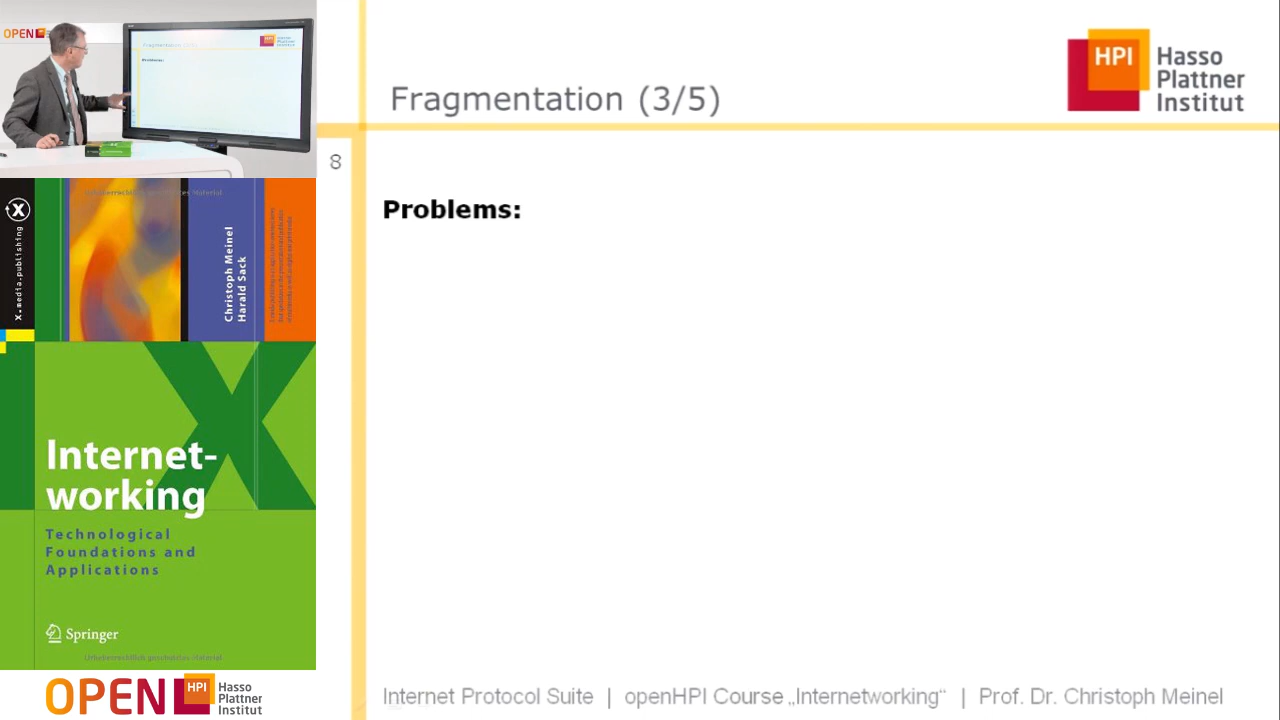 OPEN
Fragmentation (3/5)
HPI Hasso
Plattner
Institut
8
Problems:
X.media.publishing
Christoph Meinel
Harald Sack
Internet-
working
Technological
Foundations and
Applications
Springer
OPEN HPI Hasso
Plattner
Institut
Internet Protocol Suite | openHPI Course „Internetworking“ | Prof. Dr. Christoph Meinel